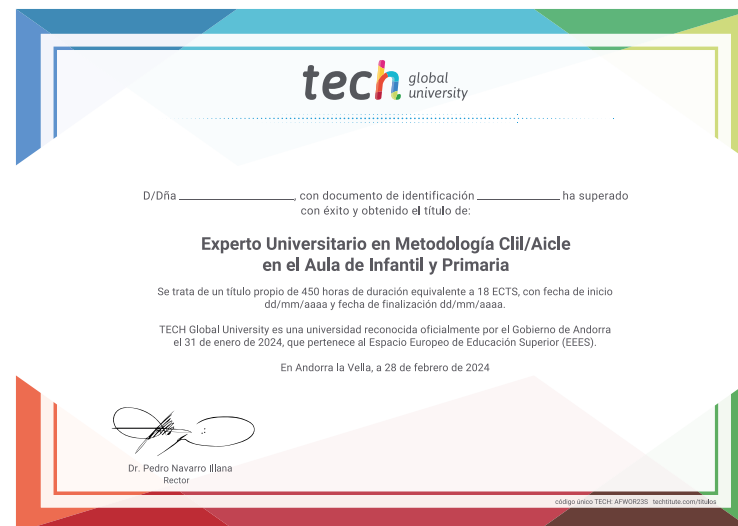 tech global university
D/Dña ____________________, con documento de identificación ______________ ha superado
con éxito y obtenido el título de:
Experto Universitario en Metodología Clil/Aicle
en el Aula de Infantil y Primaria
Se trata de un título propio de 450 horas de duración equivalente a 18 ECTS, con fecha de inicio
dd/mm/aaaa y fecha de finalización dd/mm/aaaa.
TECH Global University es una universidad reconocida oficialmente por el Gobierno de Andorra
el 31 de enero de 2024, que pertenece al Espacio Europeo de Educación Superior (EEES).
En Andorra la Vella, a 28 de febrero de 2024
Dr. Pedro Navarro Illana
Rector
código único TECH: AFWOR23S techtitute.com/titulos